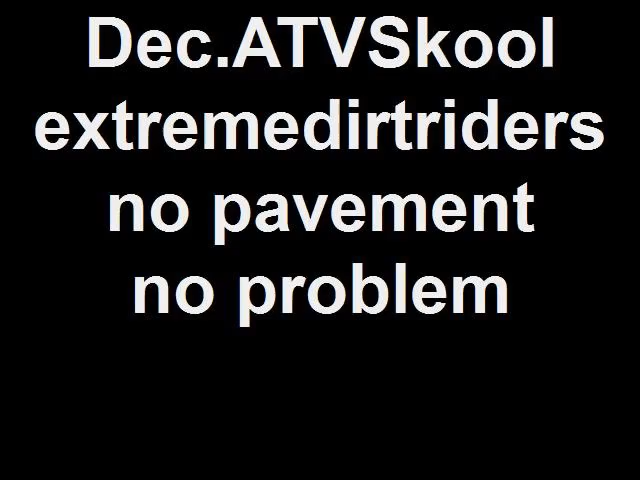 Dec.ATVSkool
extremedirtriders
no pavement
no problem